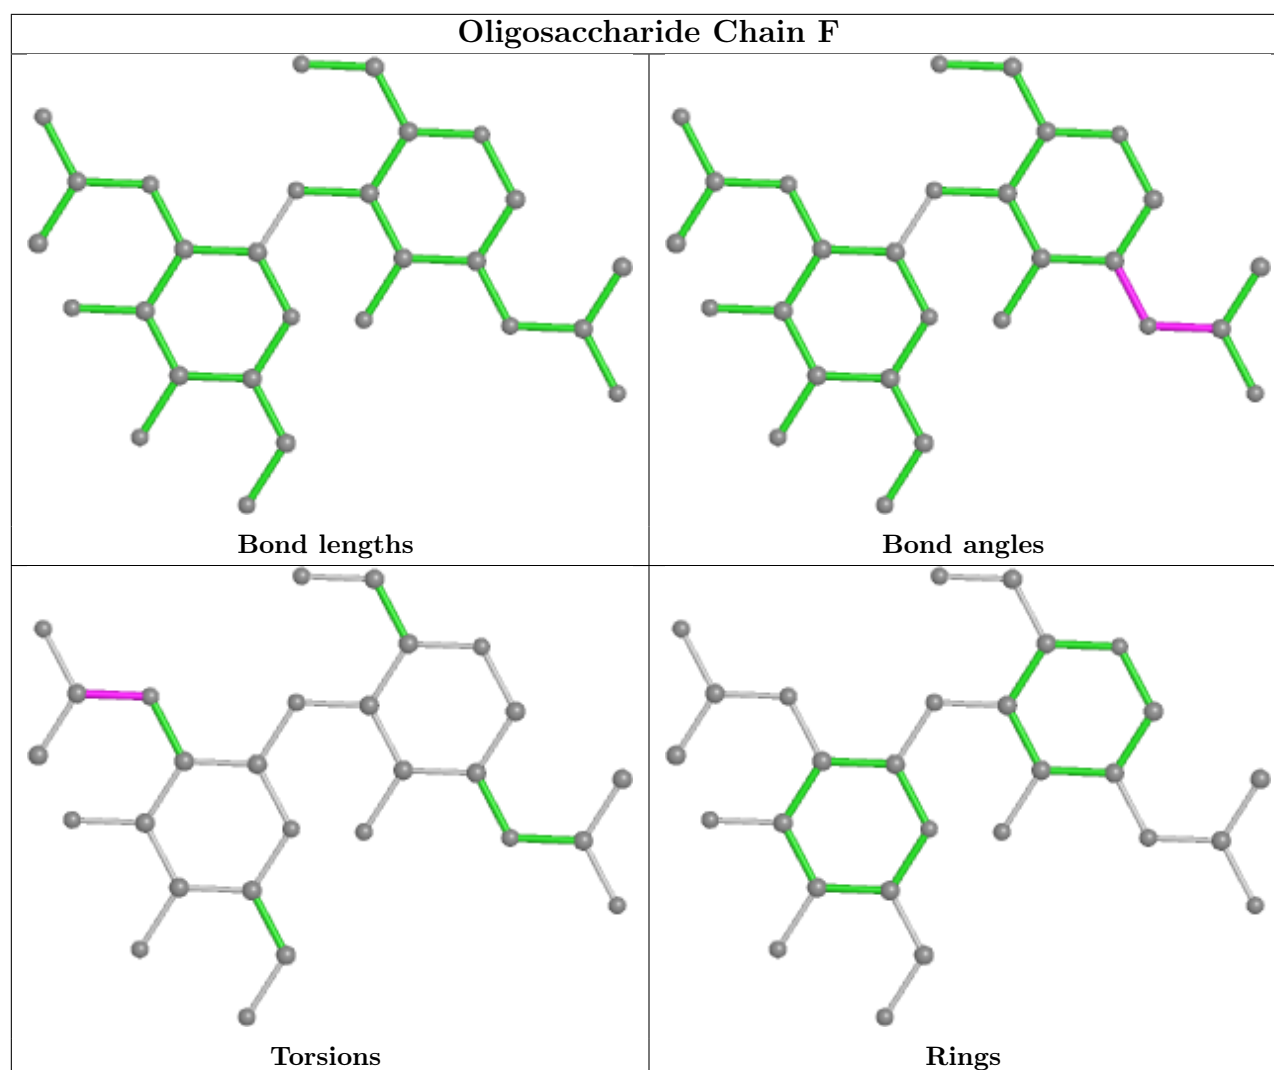 Oligosaccharide Chain F
Bond lengths
Bond angles
Torsions
Rings